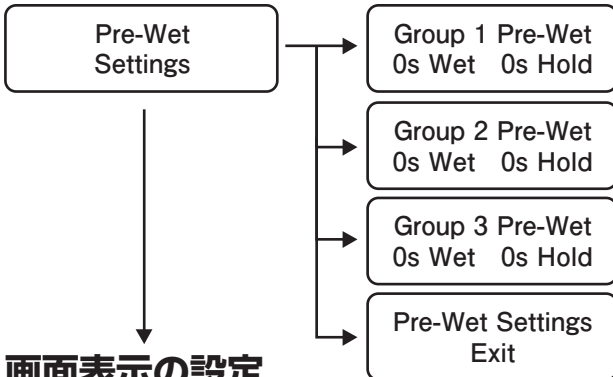 Pre-Wet
Settings
Group 1 Pre-Wet
0s Wet 0s Hold
Group 2 Pre-Wet
0s Wet 0s Hold
Group 3 Pre-Wet
0s Wet 0s Hold
Pre-Wet Settings
Exit
画面表示の設定